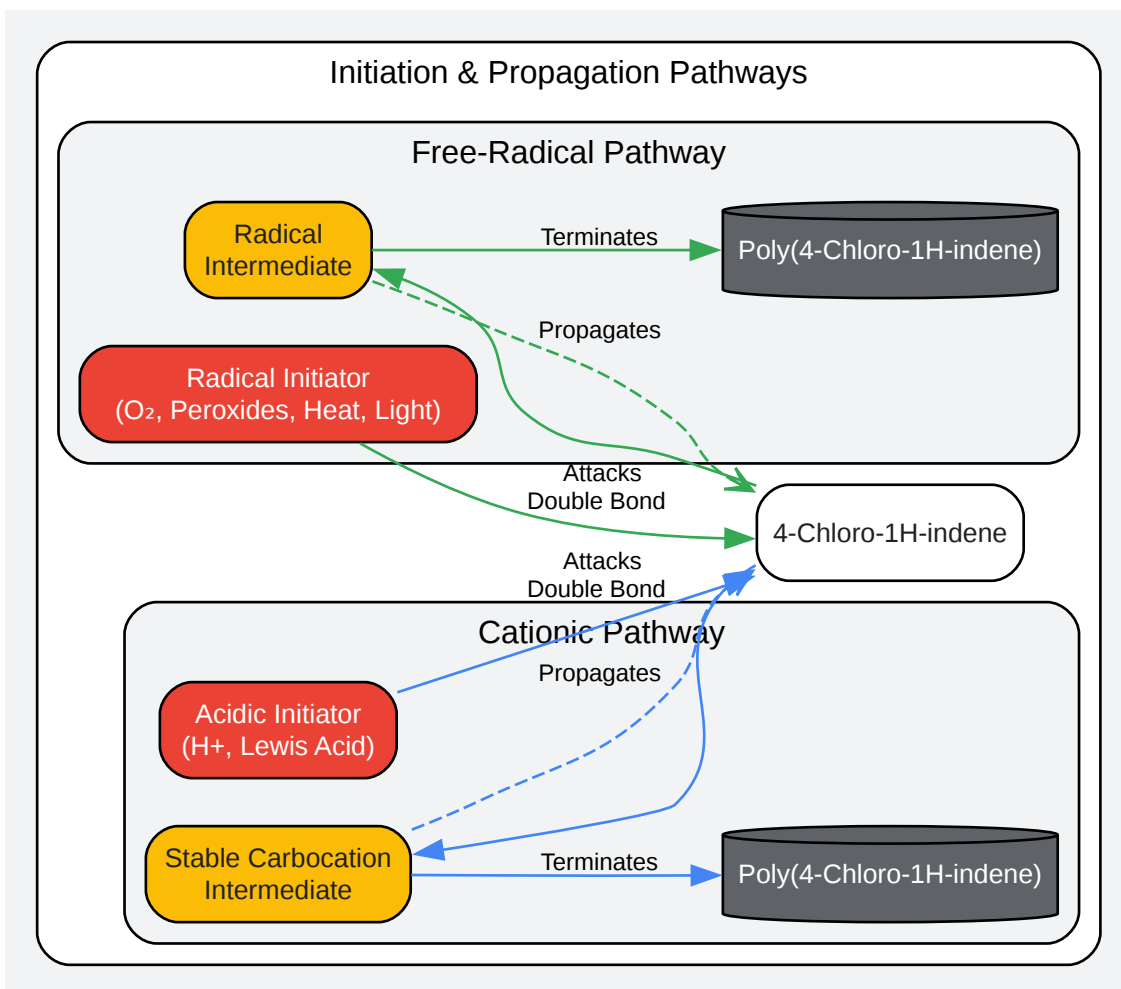 Initiation & Propagation Pathways
Free-Radical Pathway
Radical
Intermediate
Terminates
Poly(4-Chloro-1H-indene)
Propagates
Radical Initiator
(O₂, Peroxides, Heat, Light)
Attacks
Double Bond
4-Chloro-1H-indene
Attacks
Double Bond
Cationic Pathway
Propagates
Acidic Initiator
(H+, Lewis Acid)
Stable Carbocation
Intermediate
Terminates
Poly(4-Chloro-1H-indene)